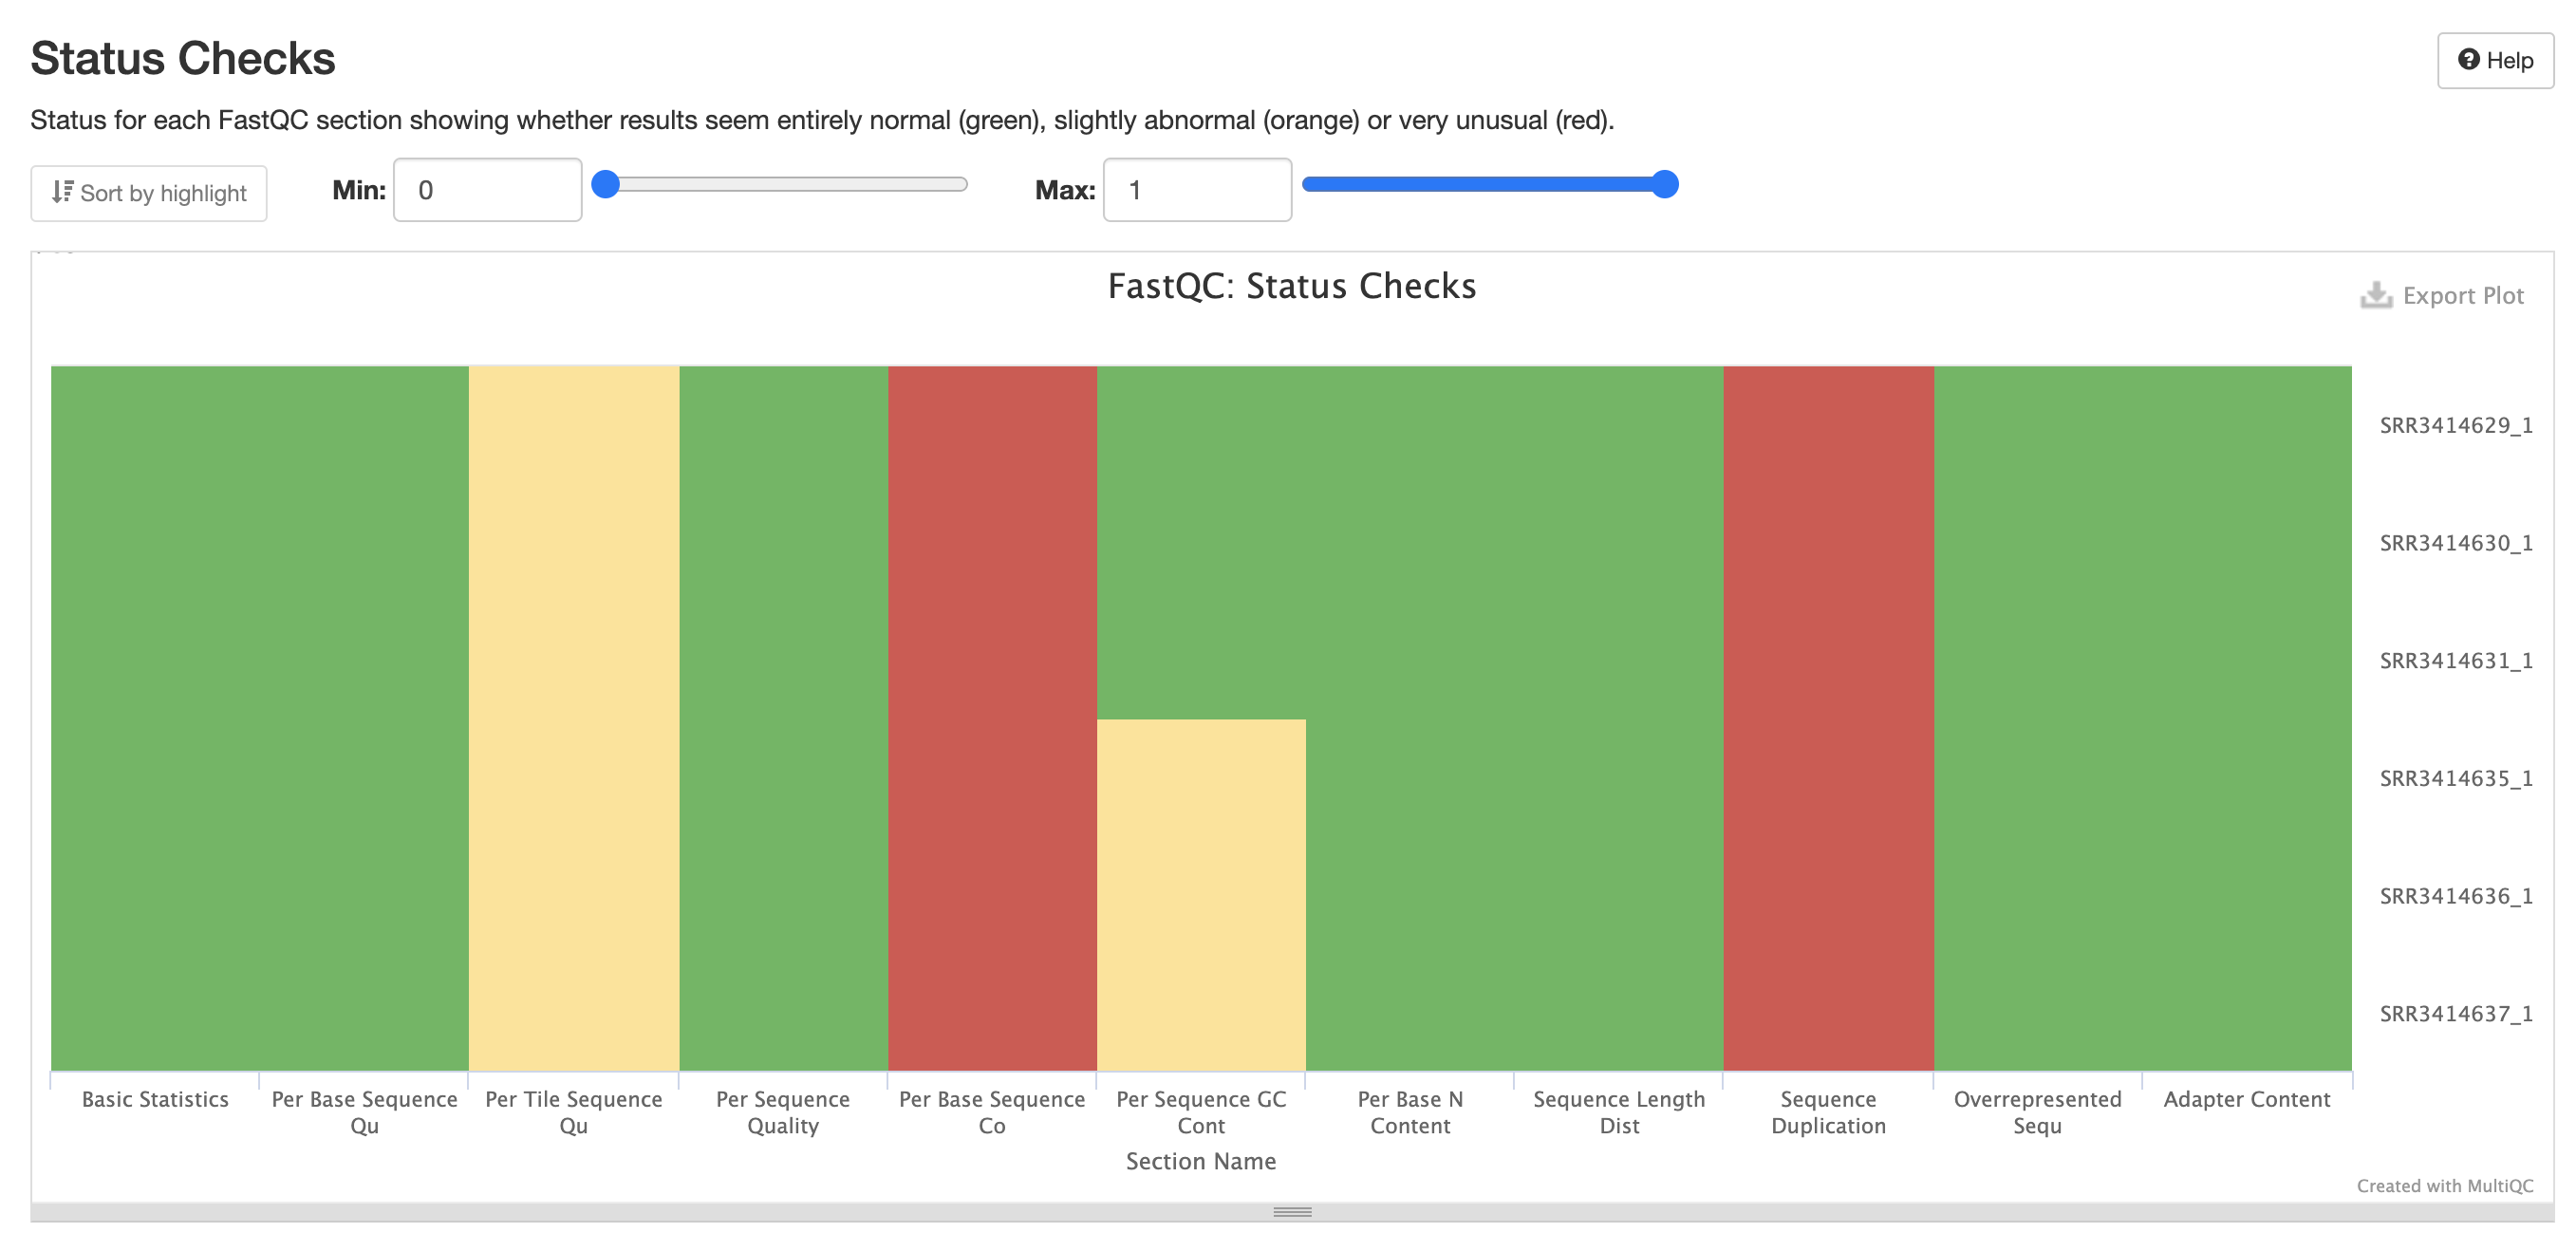 Status Checks
Help
Status for each FastQC section showing whether results seem entirely normal (green), slightly abnormal (orange) or very unusual (red).
Sort by highlight
Min: 0
Max: 1
FastQC: Status Checks
Export Plot
SRR3414629_1
SRR3414630_1
SRR3414631_1
SRR3414635_1
SRR3414636_1
SRR3414637_1
Basic Statistics
Per Base Sequence
Qu
Per Tile Sequence
Qu
Per Sequence
Quality
Per Base Sequence
Co
Per Sequence GC
Cont
Per Base N
Content
Sequence Length
Dist
Sequence
Duplication
Overrepresented
Sequ
Adapter Content
Section Name
Created with MultiQC